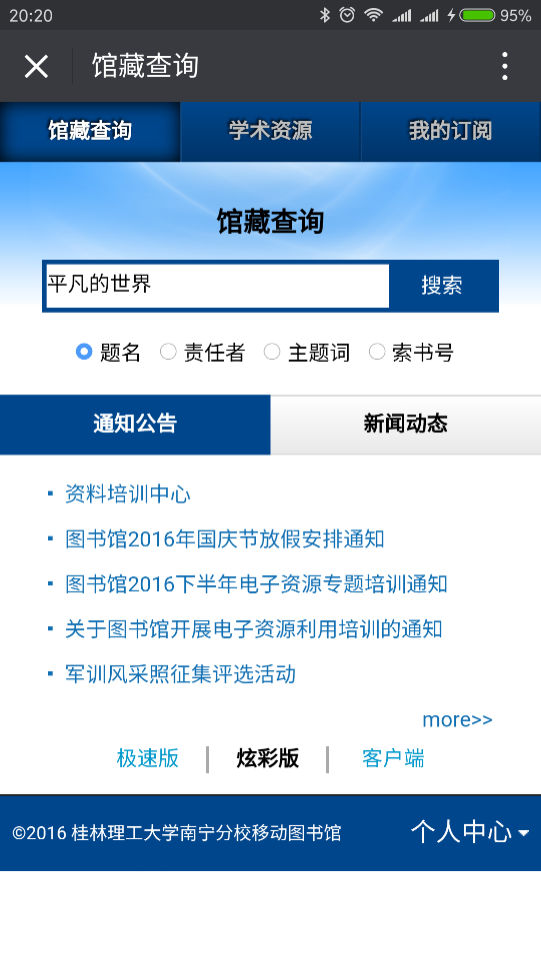 20:20 95%
馆藏查询
馆藏查询 学术资源 我的订阅
馆藏查询
平凡的世界 搜索
题名 责任者 主题词 索书号
通知公告 新闻动态
资料培训中心
图书馆2016年国庆节放假安排通知
图书馆2016下半年电子资源专题培训通知
关于图书馆开展电子资源利用培训的通知
军训风采照征集评选活动
more>>
极速版 | 炫彩版 | 客户端
©2016 桂林理工大学南宁分校移动图书馆 个人中心